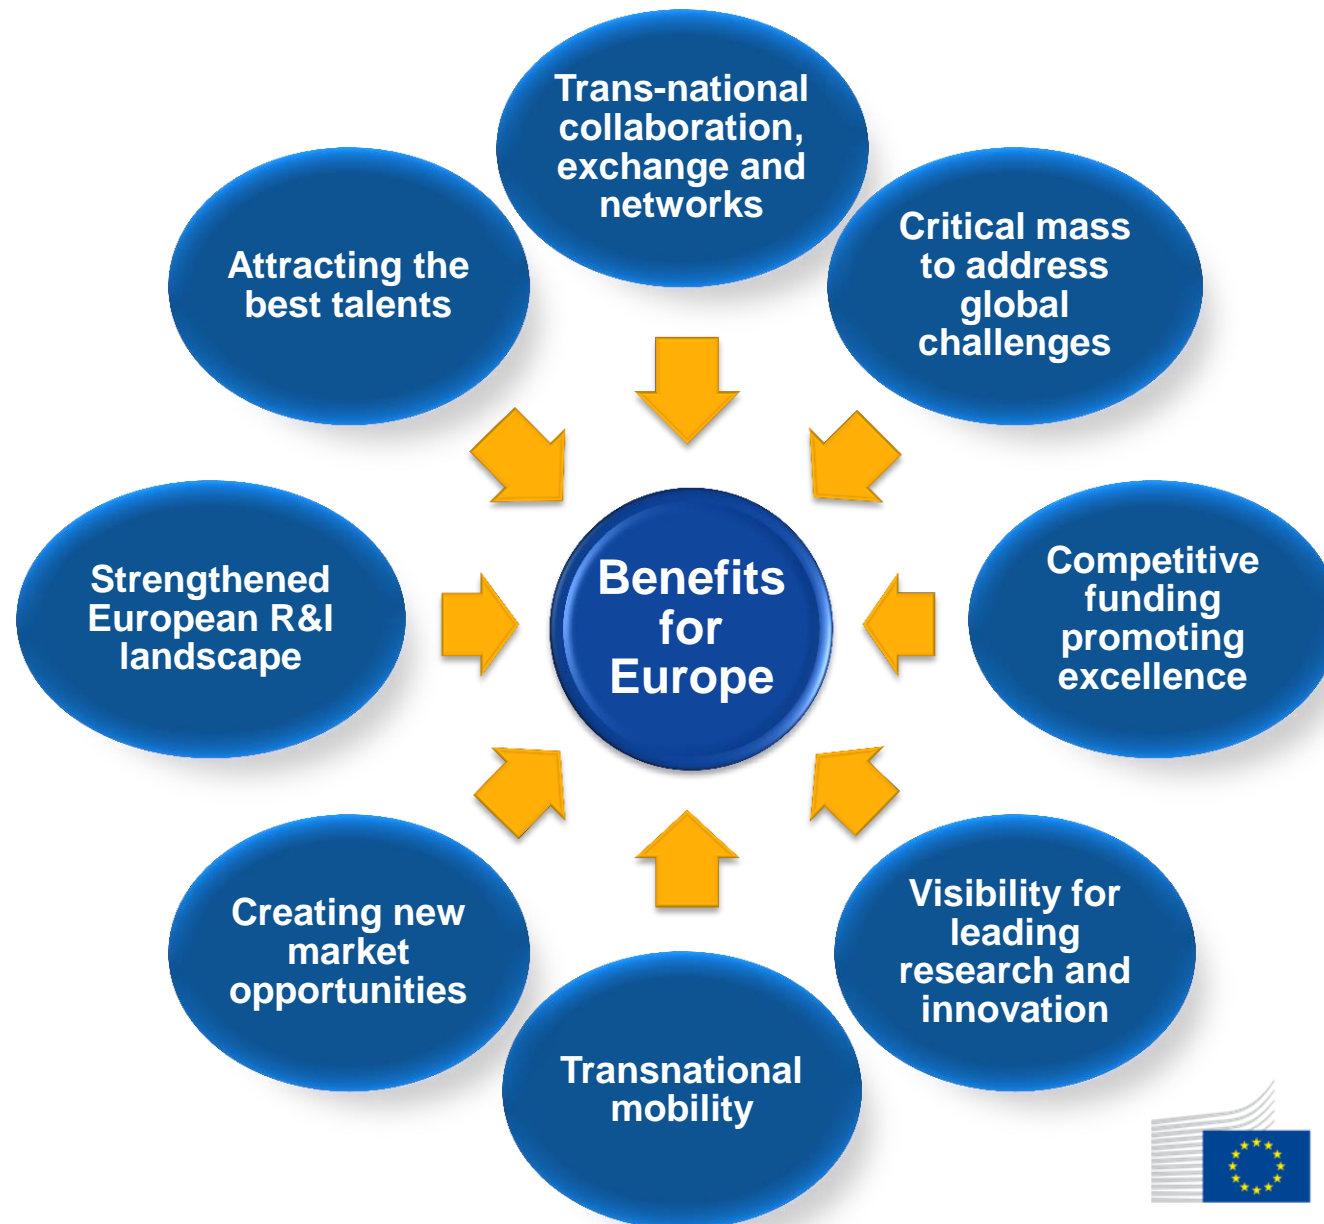 Trans-national
collaboration,
exchange and
networks
Critical mass
to address
global
challenges
Attracting the
best talents
Competitive
funding
promoting
excellence
Strengthened
European R&I
landscape
Benefits
for
Europe
Visibility for
leading
research and
innovation
Creating new
market
opportunities
Transnational
mobility